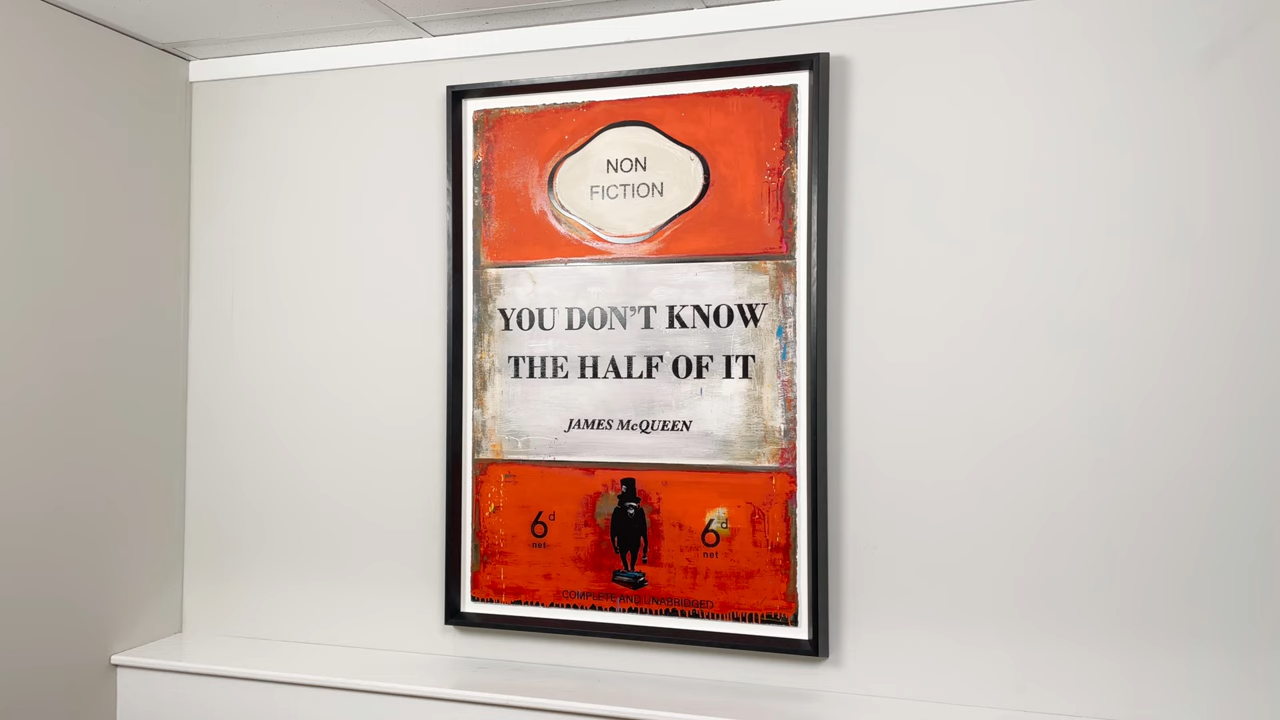 NON
FICTION
YOU DON'T KNOW
THE HALF OF IT
JAMES McQUEEN
6d
net
6d
net
COMPLETE AND UNABRIDGED